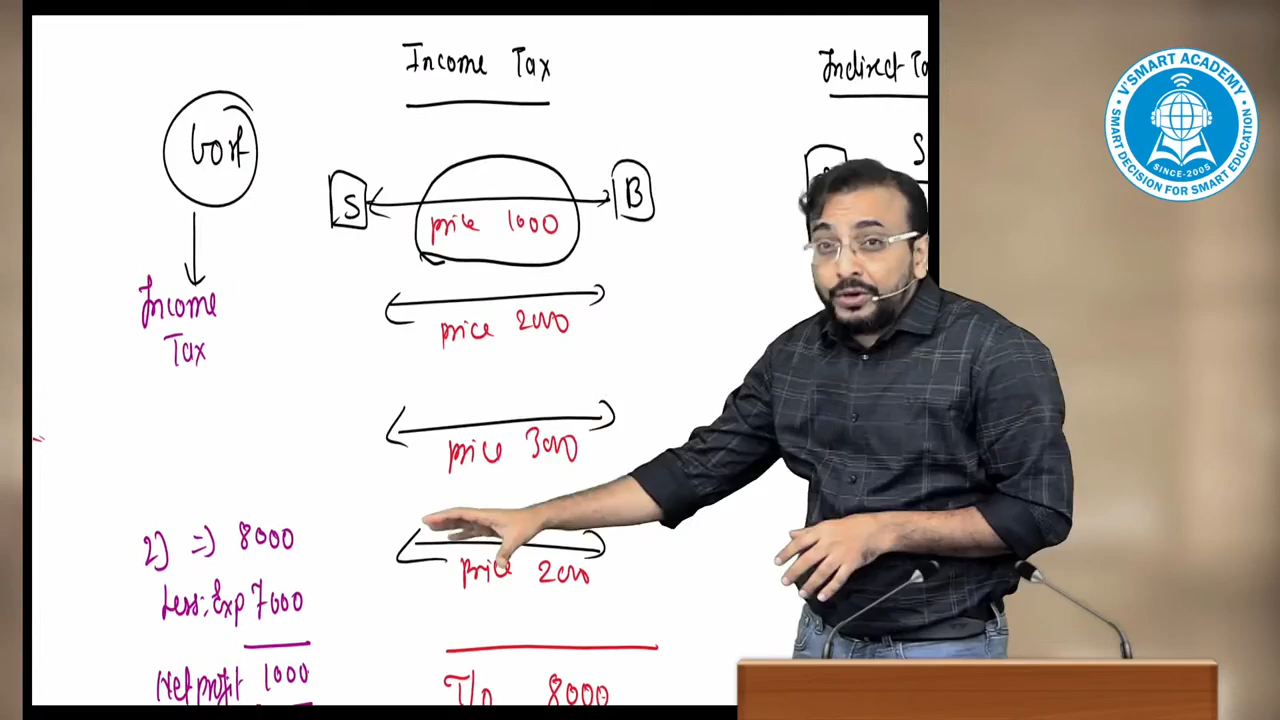 Income Tax
Indirect Ta
Govt
S
B
price 1000
Income
Tax
price 2000
price 3000
2) => 8000
Less: Exp 7000
price 2000
Net profit 1000
T/o 8000
S
V'SMART ACADEMY
SINCE-2005
SMART DECISION FOR SMART EDUCATION